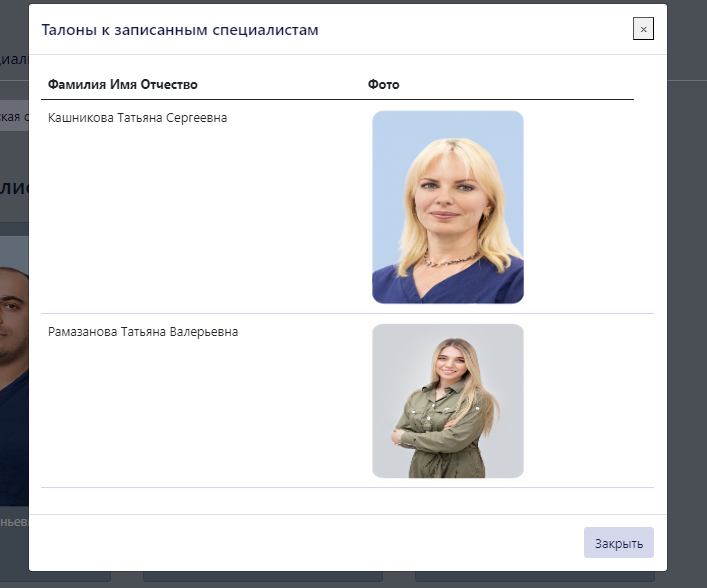 Талоны к записанным специалистам
×
Фамилия Имя Отчество Фото
Кашникова Татьяна Сергеевна
Рамазанова Татьяна Валерьевна
Закрыть